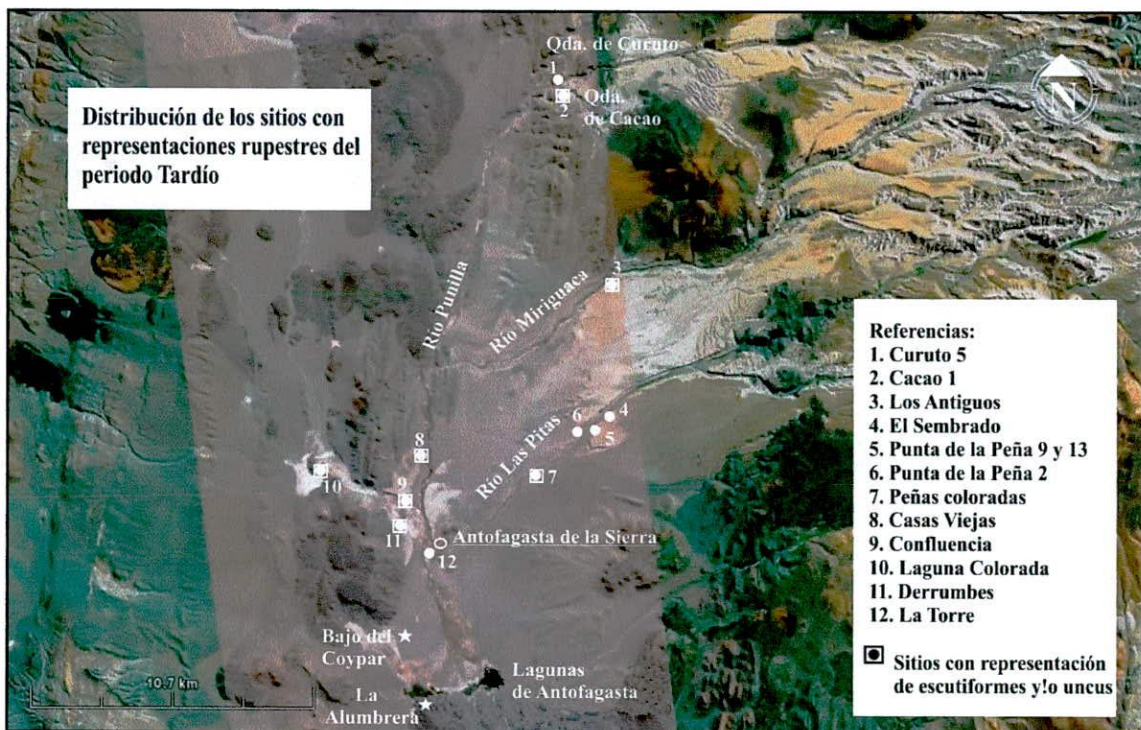 Qda. de Curuto
1
2
Qda.
de Cacao
N
Distribución de los sitios con
representaciones rupestres del
periodo Tardío
Río Punilla
Río Miriguaca
3
Río Las Pitas
6
4
5
7
8
10
9
11
Antofagasta de la Sierra
12
Bajo del
Coypar
La
Alumbrera
Lagunas
de Antofagasta
10.7 km
Referencias:
1. Curuto 5
2. Cacao 1
3. Los Antiguos
4. El Sembrado
5. Punta de la Peña 9 y 13
6. Punta de la Peña 2
7. Peñas coloradas
8. Casas Viejas
9. Confluencia
10. Laguna Colorada
11. Derrumbes
12. La Torre
Sitios con representación
de escutiformes y!o uncus